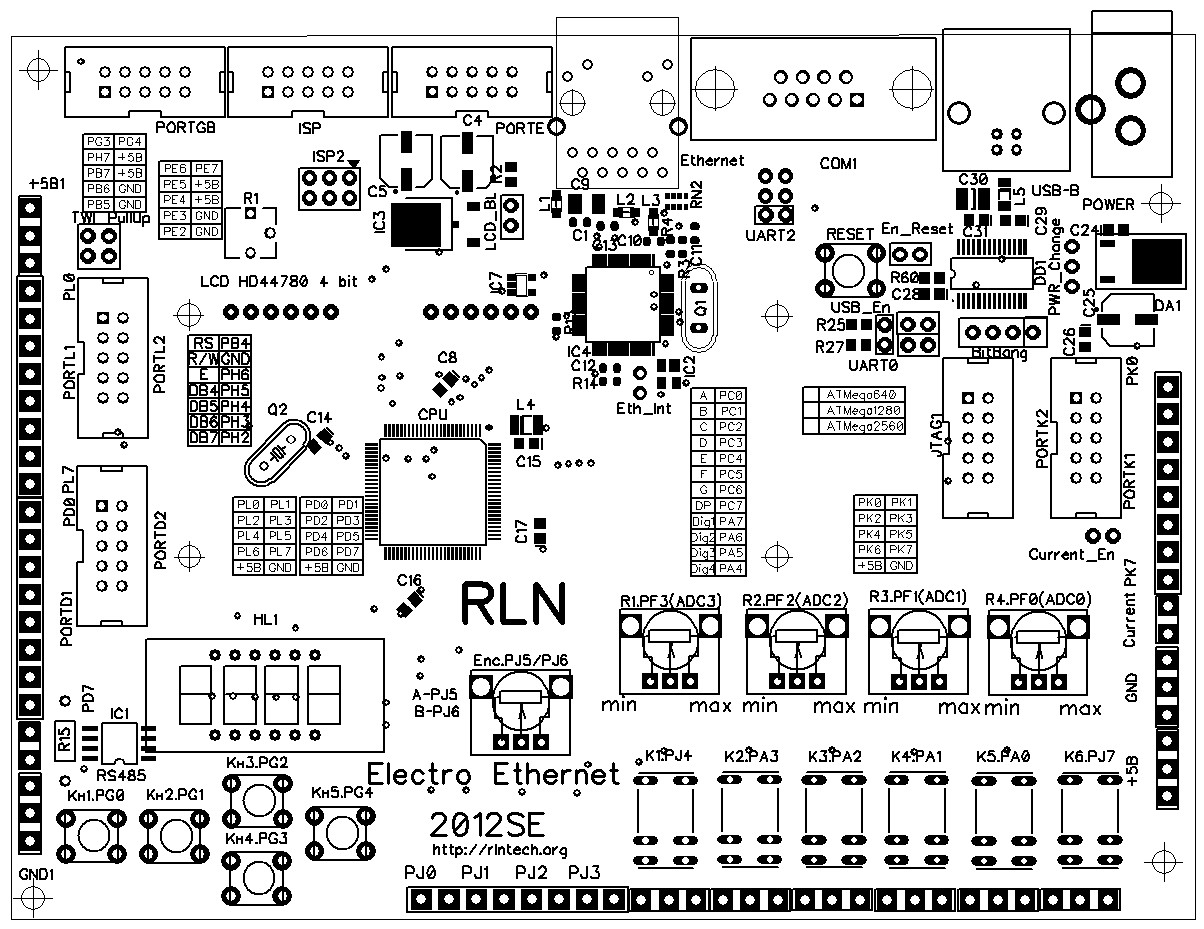 PORTGB
ISP
PORTE
C4
Ethernet
COM1
USB-B
POWER
PG3 PG4
PH7 +5B
PB7 +5B
PB6 GND
PB5 GND
PE6 PE7
PE5 +5B
PE4 +5B
PE3 GND
PE2 GND
ISP2
C5
IC3
R2
LCD_BL
L1
C9
L2
L3
RN2
C1
C13
C10
R4
C11
R3
UART2
RESET
En_Reset
C30
L5
C29
C31
C24
+5B1
TWI_PullUp
R1
PL0
LCD HD44780 4 bit
IC7
Q1
R60
C28
DD1
PWR_Change
C25
DA1
USB_En
R25
R27
UART0
BitBang
C26
PK0
PORTL1
PORTL2
RS PB4
R/W GND
E PH6
DB4 PH5
DB5 PH4
DB6 PH3
DB7 PH2
C8
IC4
C12
R14
IC2
Eth_Int
Q2
C14
CPU
L4
C15
A PC0
B PC1
C PC2
D PC3
E PC4
F PC5
G PC6
DP PC7
Dig1 PA7
Dig2 PA6
Dig3 PA5
Dig4 PA4
ATMega640
ATMega1280
ATMega2560
JTAG1
PORTK2
PORTK1
PL7
PD0
PORTD2
PORTD1
PL0 PL1
PL2 PL3
PL4 PL5
PL6 PL7
+5B GND
PD0 PD1
PD2 PD3
PD4 PD5
PD6 PD7
+5B GND
C17
PK0 PK1
PK2 PK3
PK4 PK5
PK6 PK7
+5B GND
Current_En
PK7
Current
C16
RLN
HL1
R1.PF3(ADC3)
R2.PF2(ADC2)
R3.PF1(ADC1)
R4.PF0(ADC0)
min max
min max
min max
min max
GND
Enc.PJ5/PJ6
A-PJ5
B-PJ6
PD7
IC1
R15
RS485
Кн3.PG2
Кн1.PG0
Кн2.PG1
Кн5.PG4
Кн4.PG3
Electro Ethernet
2012SE
http://rlntech.org
K1.PJ4
K2.PA3
K3.PA2
K4.PA1
K5.PA0
K6.PJ7
+5B
GND1
PJ0 PJ1 PJ2 PJ3